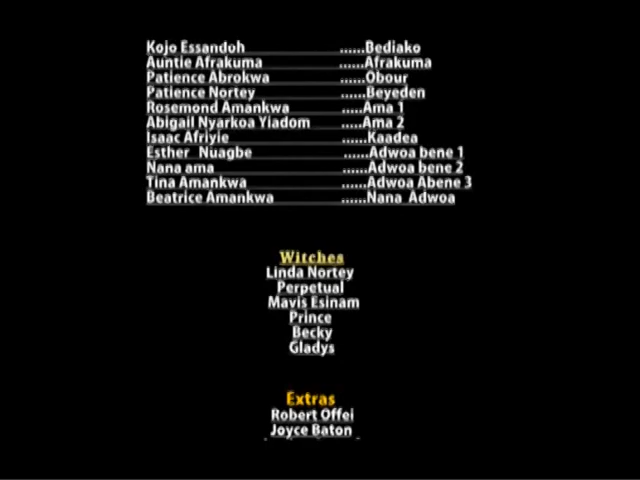 Kojo Essandoh ......Bediako
Auntie Afrakuma ......Afrakuma
Patience Abrokwa ......Obour
Patience Nortey ......Beyeden
Rosemond Amankwa .....Ama 1
Abigail Nyarkoa Yiadom .....Ama 2
Isaac Afriyie ......Kaadea
Esther Nuagbe ......Adwoa bene 1
Nana ama ......Adwoa bene 2
Tina Amankwa ......Adwoa Abene 3
Beatrice Amankwa ......Nana Adwoa
Witches
Linda Nortey
Perpetual
Mavis Esinam
Prince
Becky
Gladys
Extras
Robert Offei
Joyce Baton